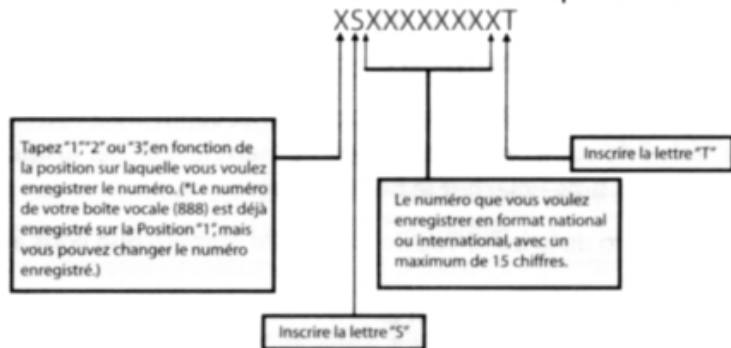 XSXXXXXXXXT
Tapez "1", "2" ou "3", en fonction de
la position sur laquelle vous voulez
enregistrer le numéro. (*Le numéro
de votre boîte vocale (888) est déjà
enregistré sur la Position "1", mais
vous pouvez changer le numéro
enregistré.)
Inscrire la lettre "T"
Le numéro que vous voulez
enregistrer en format national
ou international, avec un
maximum de 15 chiffres.
Inscrire la lettre "S"